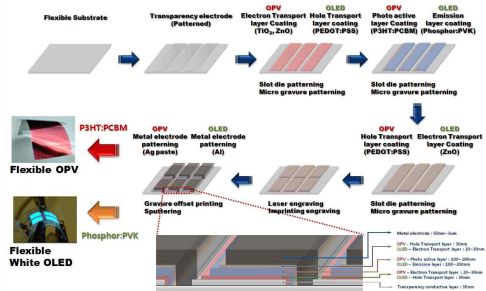 Flexible Substrate
Transparency electrode
(Patterned)
OPV OLED
Electron Transport Hole Transport
layer Coating layer Coating
(TiO₂, ZnO) (PEDOT:PSS)
OPV OLED
Photo active Emission
layer Coating layer Coating
(P3HT:PCBM) (Phosphor:PVK)
Slot die patterning
Micro gravure patterning
Slot die patterning
Micro gravure patterning
P3HT:PCBM
Flexible OPV
Phosphor:PVK
Flexible
White OLED
OPV OLED
Metal electrode Metal electrode
patterning patterning
(Ag paste) (Al)
Gravure offset printing
Sputtering
Laser engraving
Imprinting engraving
OPV OLED
Hole Transport Electron Transport
layer Coating layer Coating
(PEDOT:PSS) (ZnO)
Slot die patterning
Micro gravure patterning
Metal electrode : 50nm~3um
OPV – Hole Transport layer : 30nm
OLED – Electron Transport layer : 20~30nm
OPV – Photo active layer : 100~200nm
OLED – Emission layer : 100~200nm
OPV – Electron Transport layer : 20~30nm
OLED – Hole Transport layer : 30nm
Transparency conductive layer : 30nm